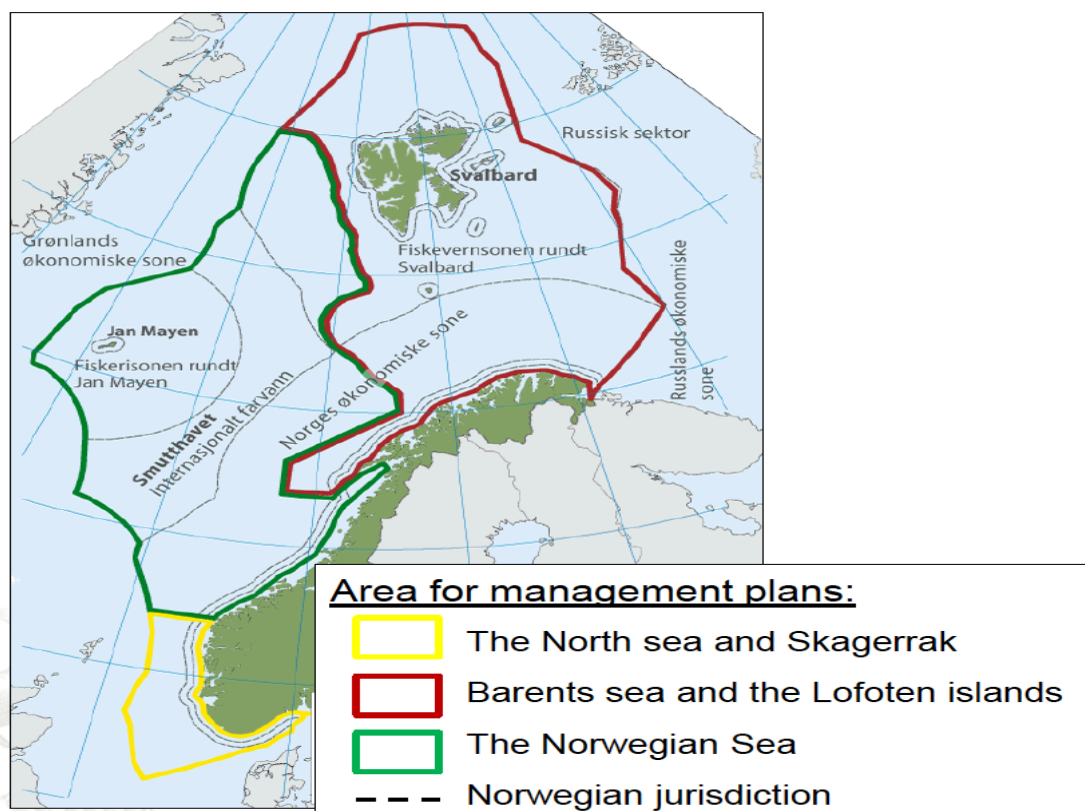 Russisk sektor
Svalbard
Grønlands
økonomiske sone
Fiskevernsonen rundt
Svalbard
Jan Mayen
Fiskerisonen rundt
Jan Mayen
Smutthavet
Internasjonalt farvann
Norges økonomiske sone
Russlands økonomiske
sone
Area for management plans:
The North sea and Skagerrak
Barents sea and the Lofoten islands
The Norwegian Sea
Norwegian jurisdiction